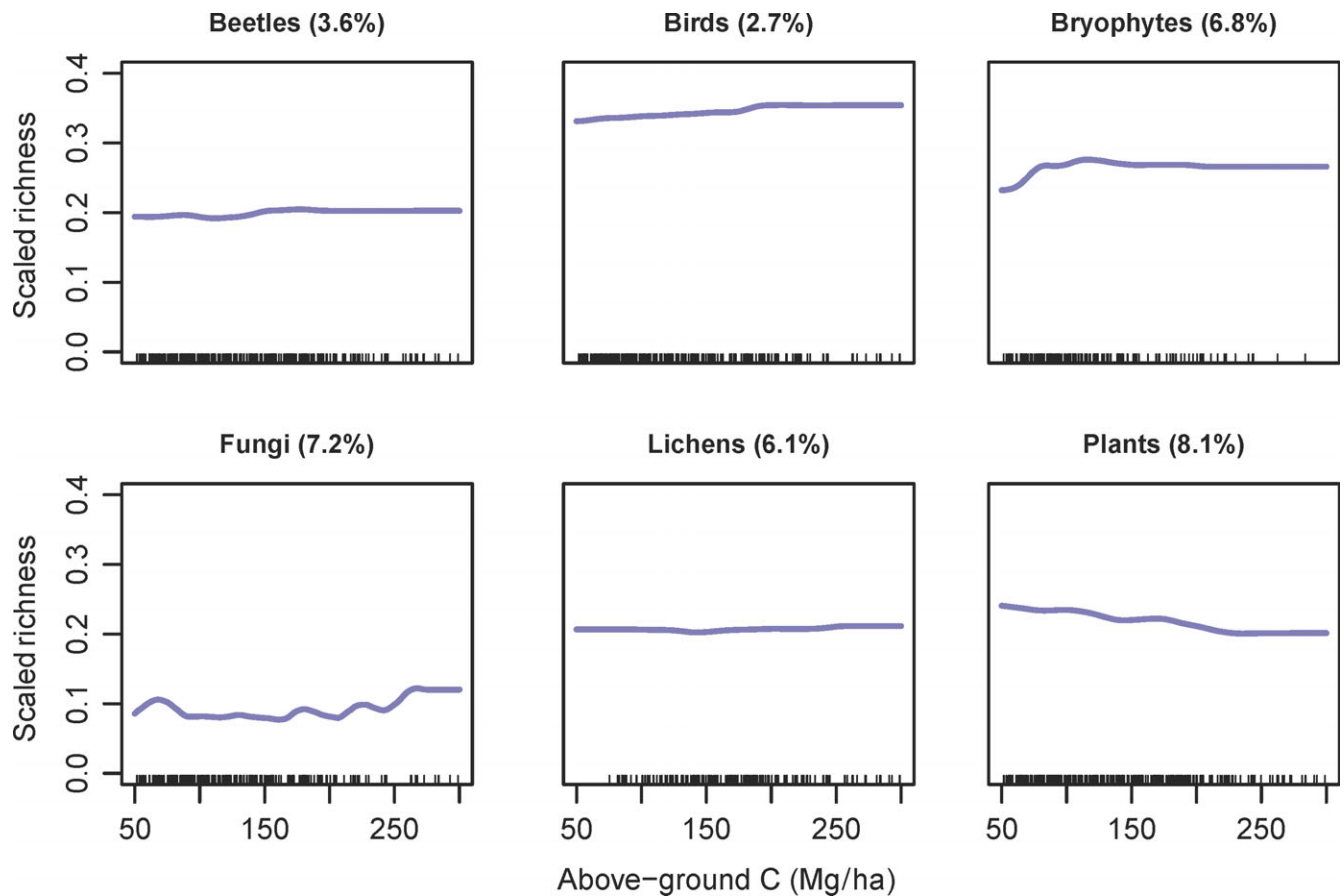 Beetles (3.6%)
Birds (2.7%)
Bryophytes (6.8%)
Scaled richness
0.4
0.3
0.2
0.1
0.0
Fungi (7.2%)
Lichens (6.1%)
Plants (8.1%)
Scaled richness
0.4
0.3
0.2
0.1
0.0
50 150 250
50 150 250
50 150 250
Above−ground C (Mg/ha)